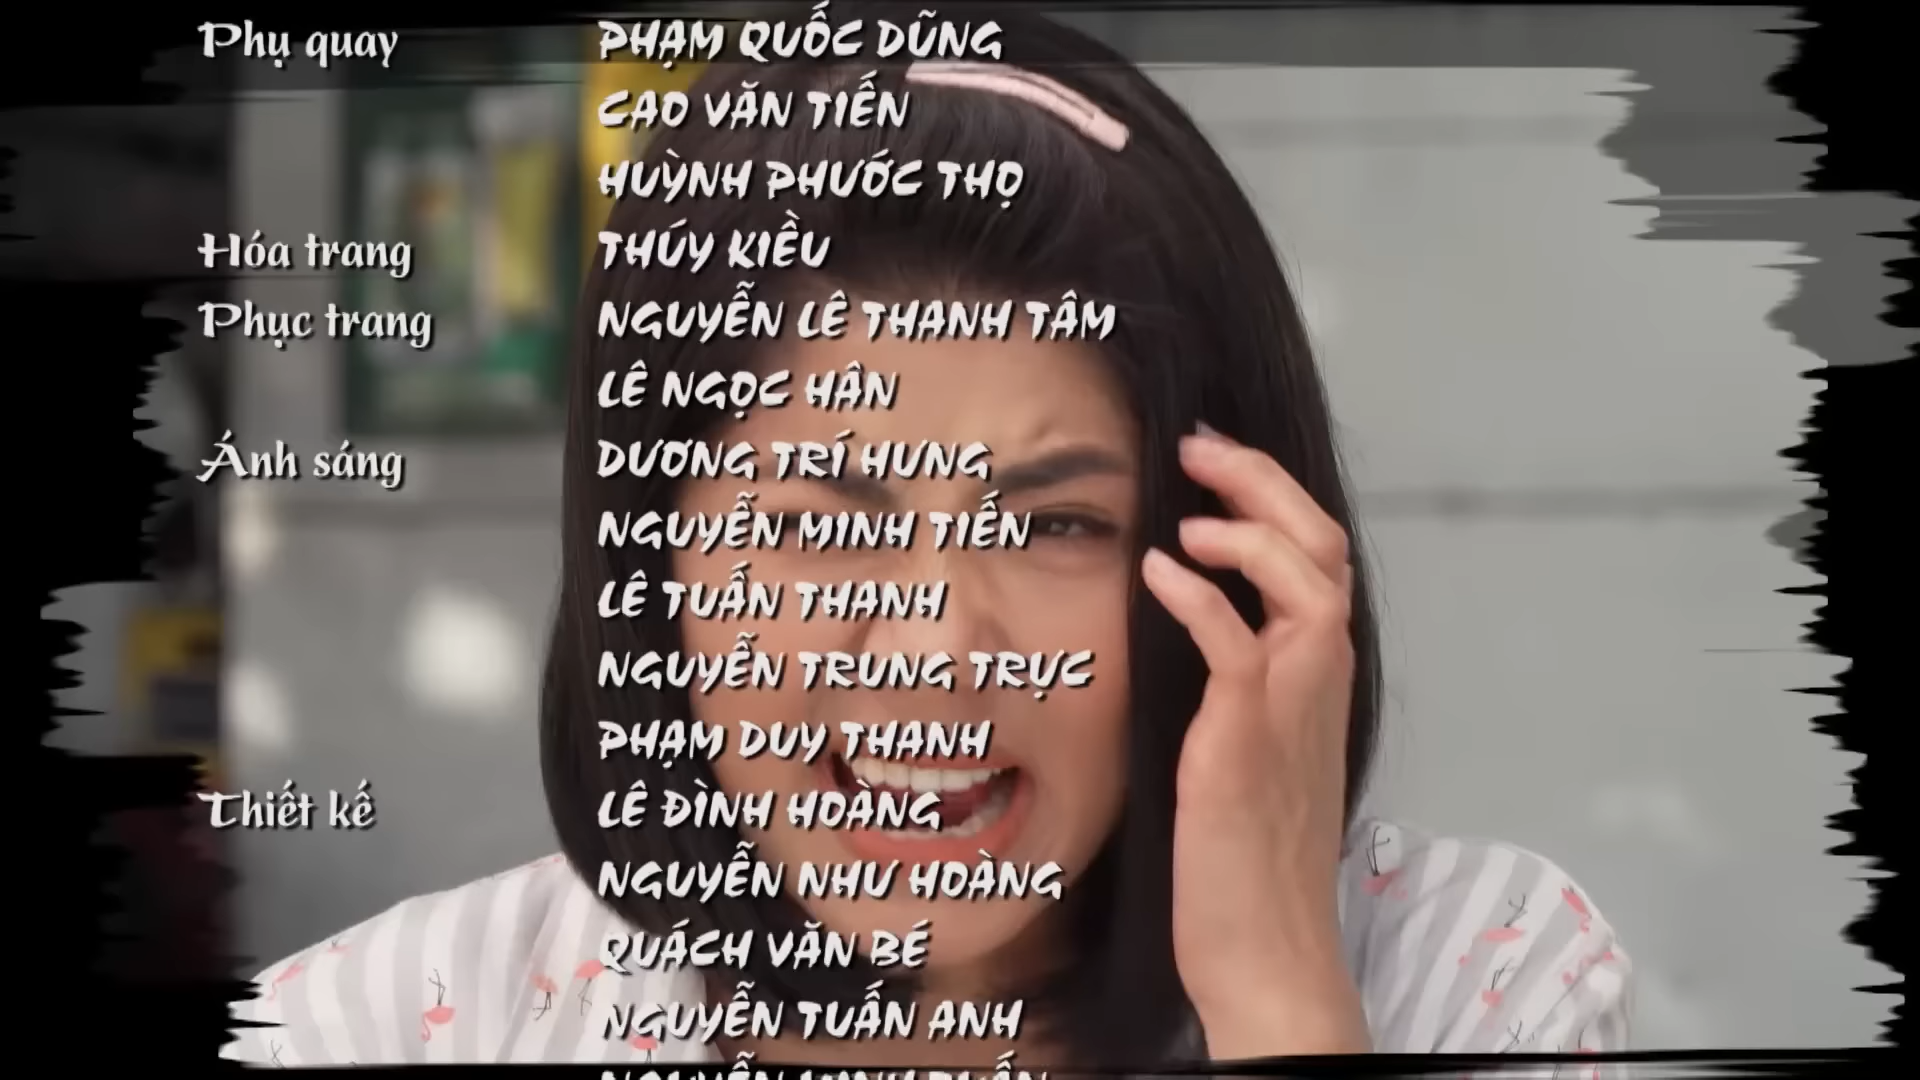 Phụ quay PHẠM QUỐC DŨNG
CAO VĂN TIẾN
HUỲNH PHƯỚC THỌ
Hóa trang THÚY KIỀU
Phục trang NGUYỄN LÊ THANH TÂM
LÊ NGỌC HÂN
Ánh sáng DƯƠNG TRÍ HƯNG
NGUYỄN MINH TIẾN
LÊ TUẤN THANH
NGUYỄN TRUNG TRỰC
PHẠM DUY THANH
Thiết kế LÊ ĐÌNH HOÀNG
NGUYỄN NHƯ HOÀNG
QUÁCH VĂN BÉ
NGUYỄN TUẤN ANH